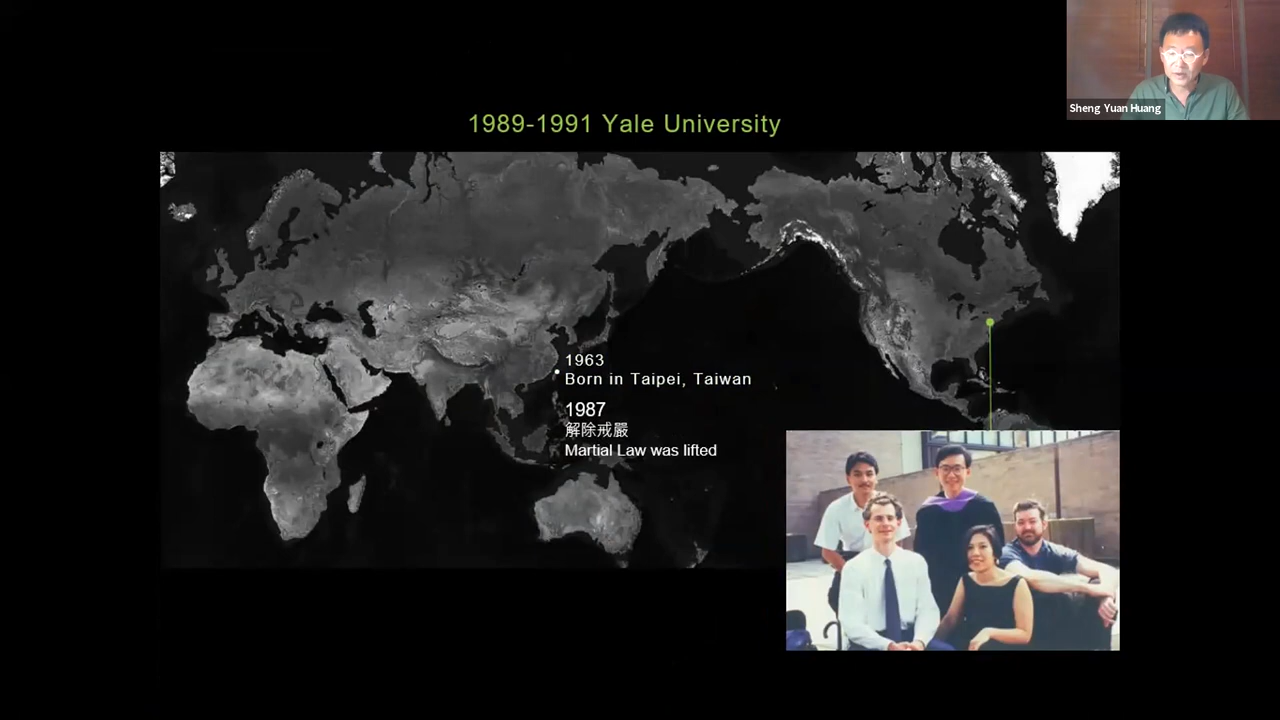 Sheng Yuan Huang
1989-1991 Yale University
1963
Born in Taipei, Taiwan
1987
解除戒嚴
Martial Law was lifted